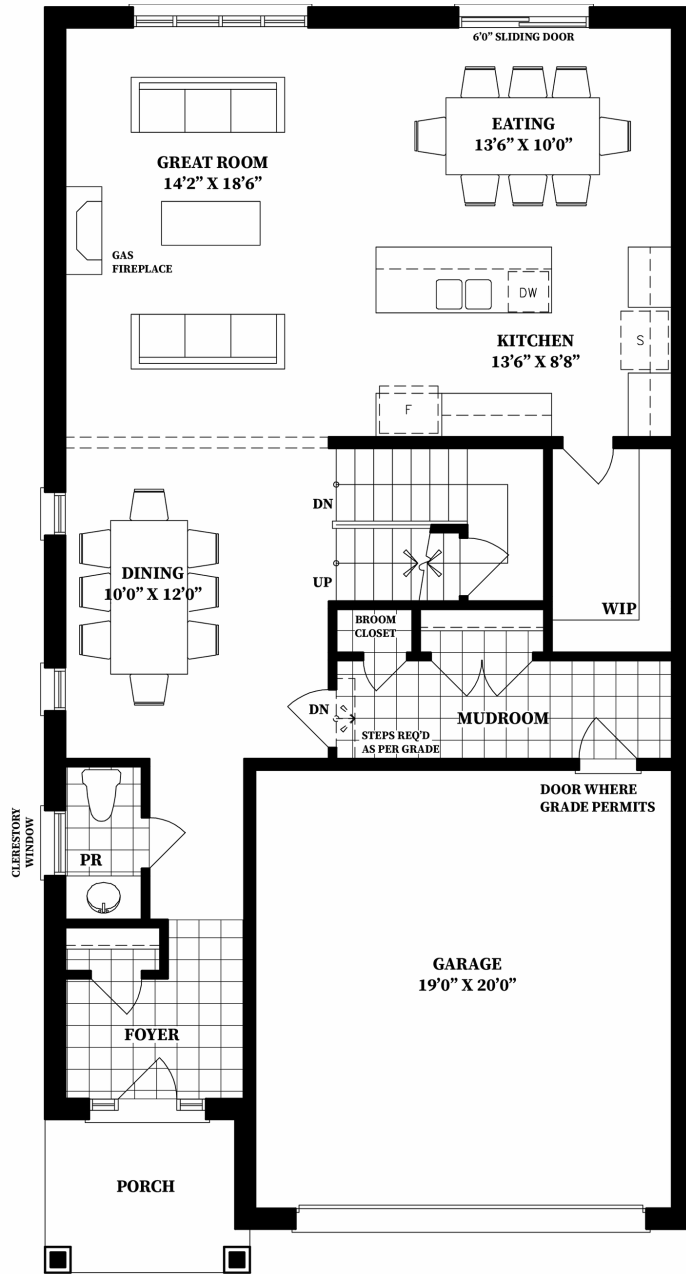 6'0" SLIDING DOOR
EATING
13'6" X 10'0"
GREAT ROOM
14'2" X 18'6"
GAS
FIREPLACE
DW
KITCHEN
13'6" X 8'8"
S
F
DN
UP
DINING
10'0" X 12'0"
BROOM
CLOSET
WIP
DN
MUDROOM
STEPS REQ'D
AS PER GRADE
DOOR WHERE
GRADE PERMITS
CLERESTORY
WINDOW
PR
GARAGE
19'0" X 20'0"
FOYER
PORCH